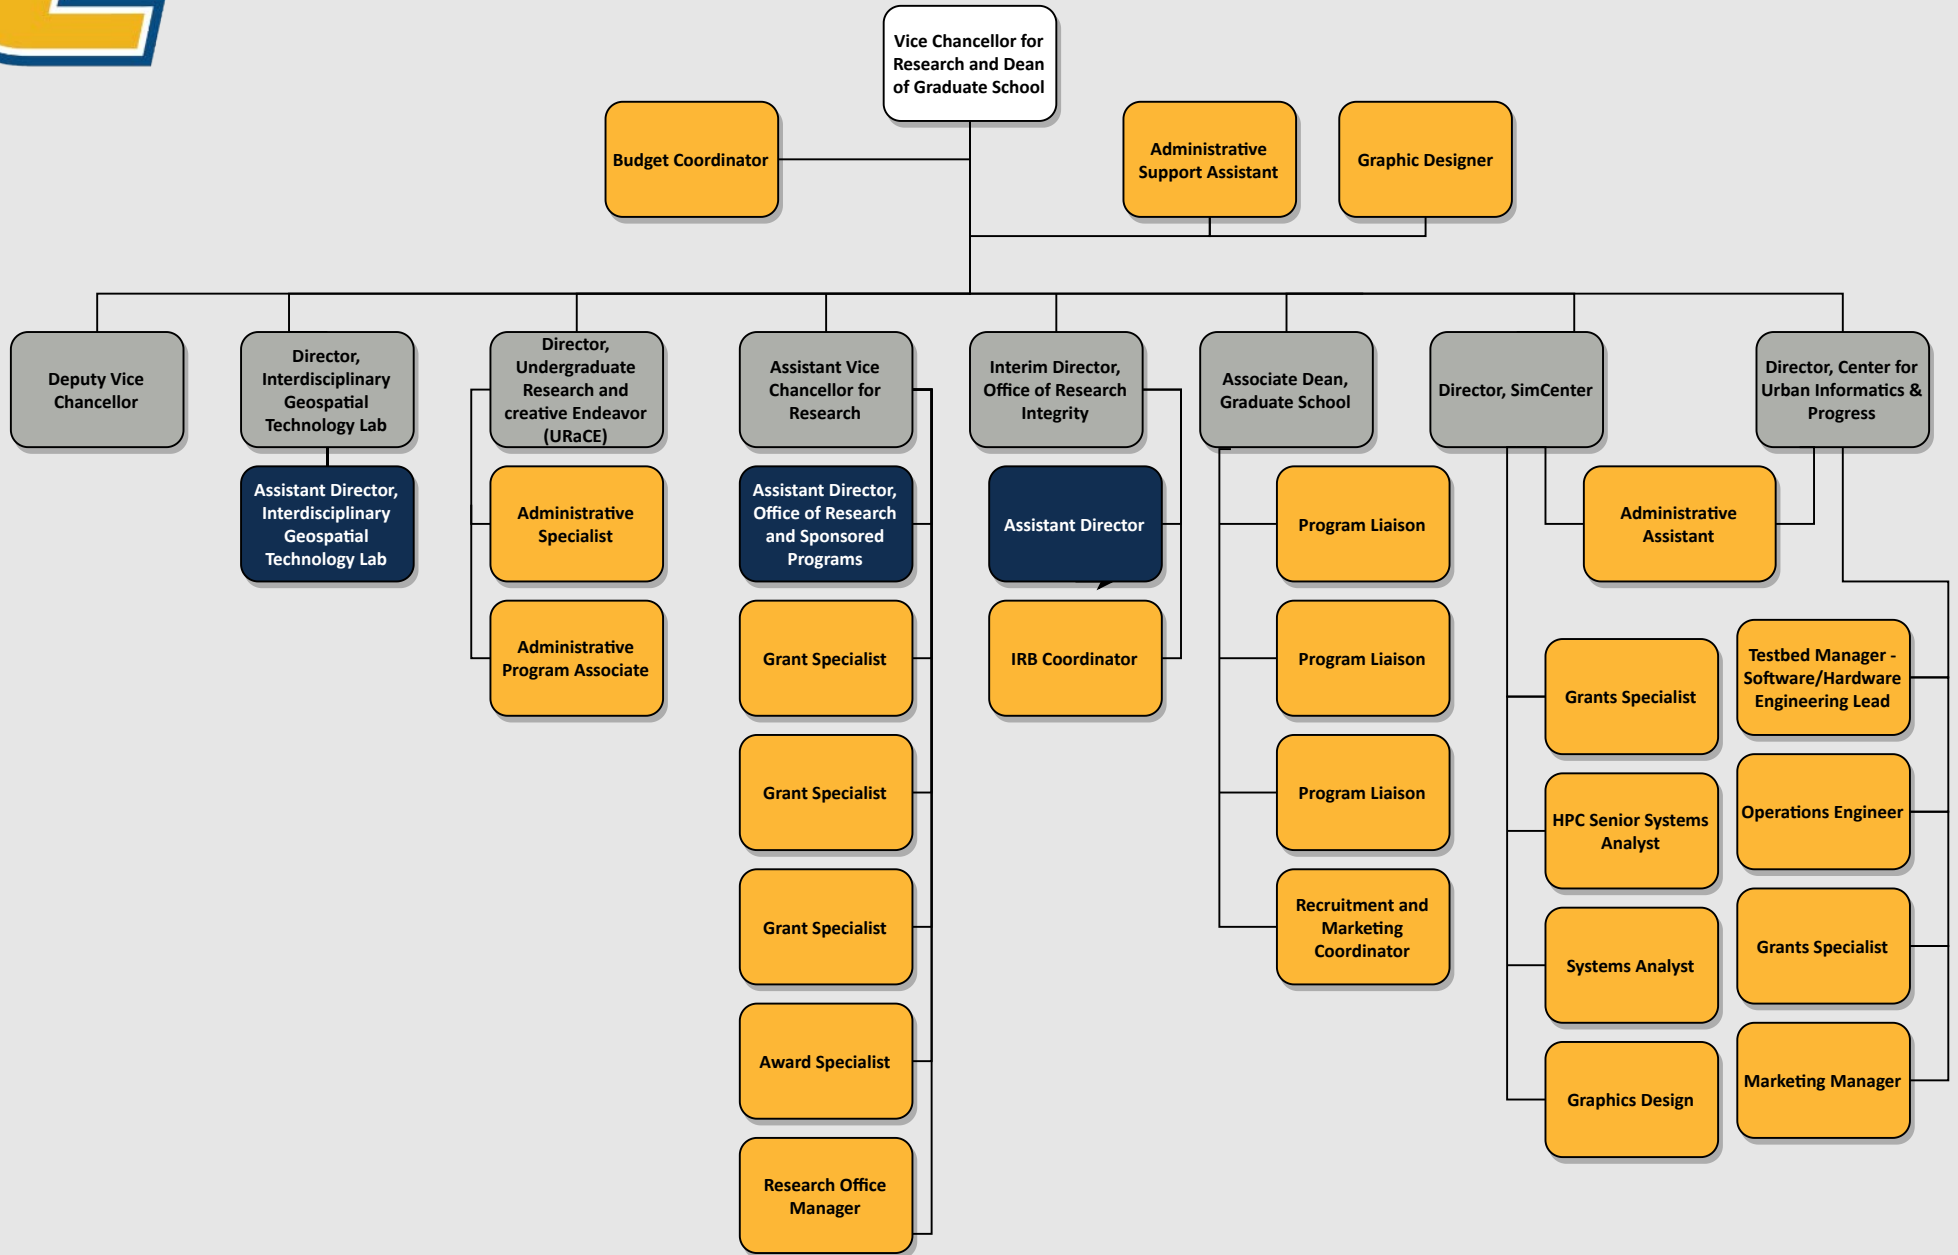 Vice Chancellor for
Research and Dean
of Graduate School
Budget Coordinator
Administrative
Support Assistant
Graphic Designer
Deputy Vice
Chancellor
Director,
Interdisciplinary
Geospatial
Technology Lab
Director,
Undergraduate
Research and
creative Endeavor
(URaCE)
Assistant Vice
Chancellor for
Research
Interim Director,
Office of Research
Integrity
Associate Dean,
Graduate School
Director, SimCenter
Director, Center for
Urban Informatics &
Progress
Assistant Director,
Interdisciplinary
Geospatial
Technology Lab
Administrative
Specialist
Assistant Director,
Office of Research
and Sponsored
Programs
Assistant Director
Program Liaison
Administrative
Assistant
Administrative
Program Associate
Grant Specialist
IRB Coordinator
Program Liaison
Grants Specialist
Testbed Manager -
Software/Hardware
Engineering Lead
Grant Specialist
Program Liaison
HPC Senior Systems
Analyst
Operations Engineer
Grant Specialist
Recruitment and
Marketing
Coordinator
Systems Analyst
Grants Specialist
Award Specialist
Graphics Design
Marketing Manager
Research Office
Manager